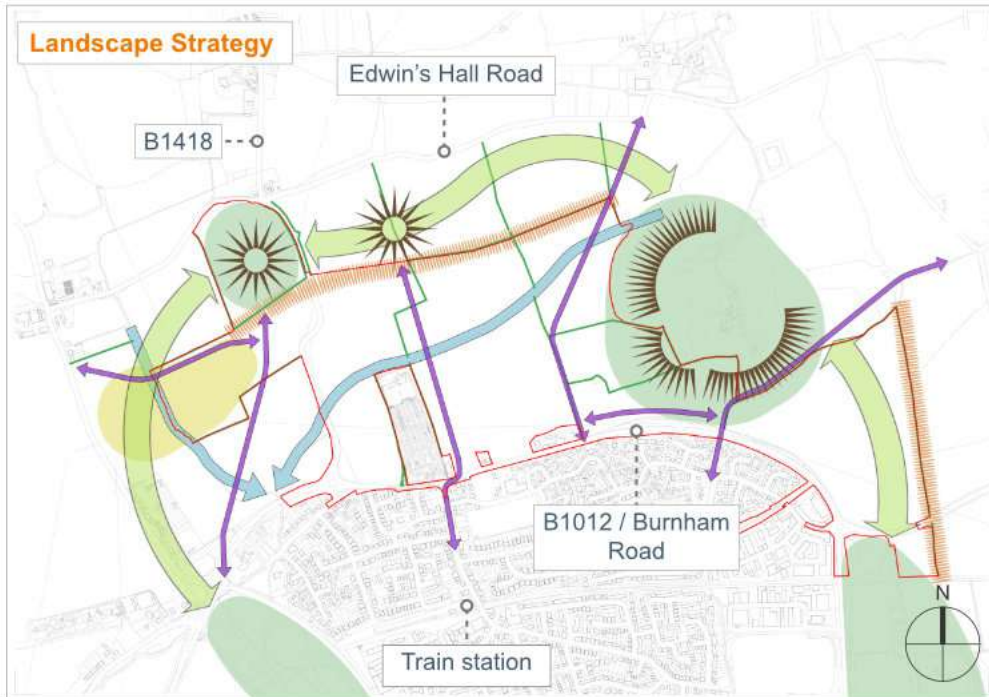 Landscape Strategy
Edwin's Hall Road
B1418
B1012 / Burnham
Road
Train station
N